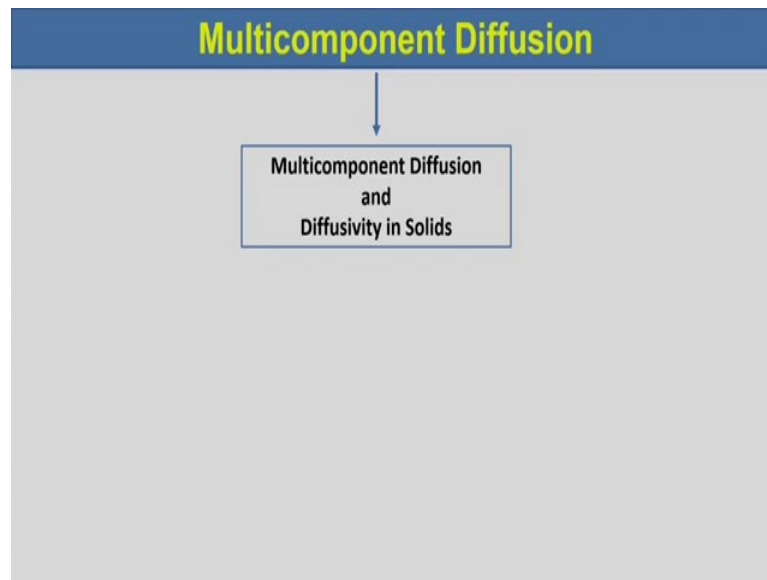 Multicomponent Diffusion
Multicomponent Diffusion
and
Diffusivity in Solids